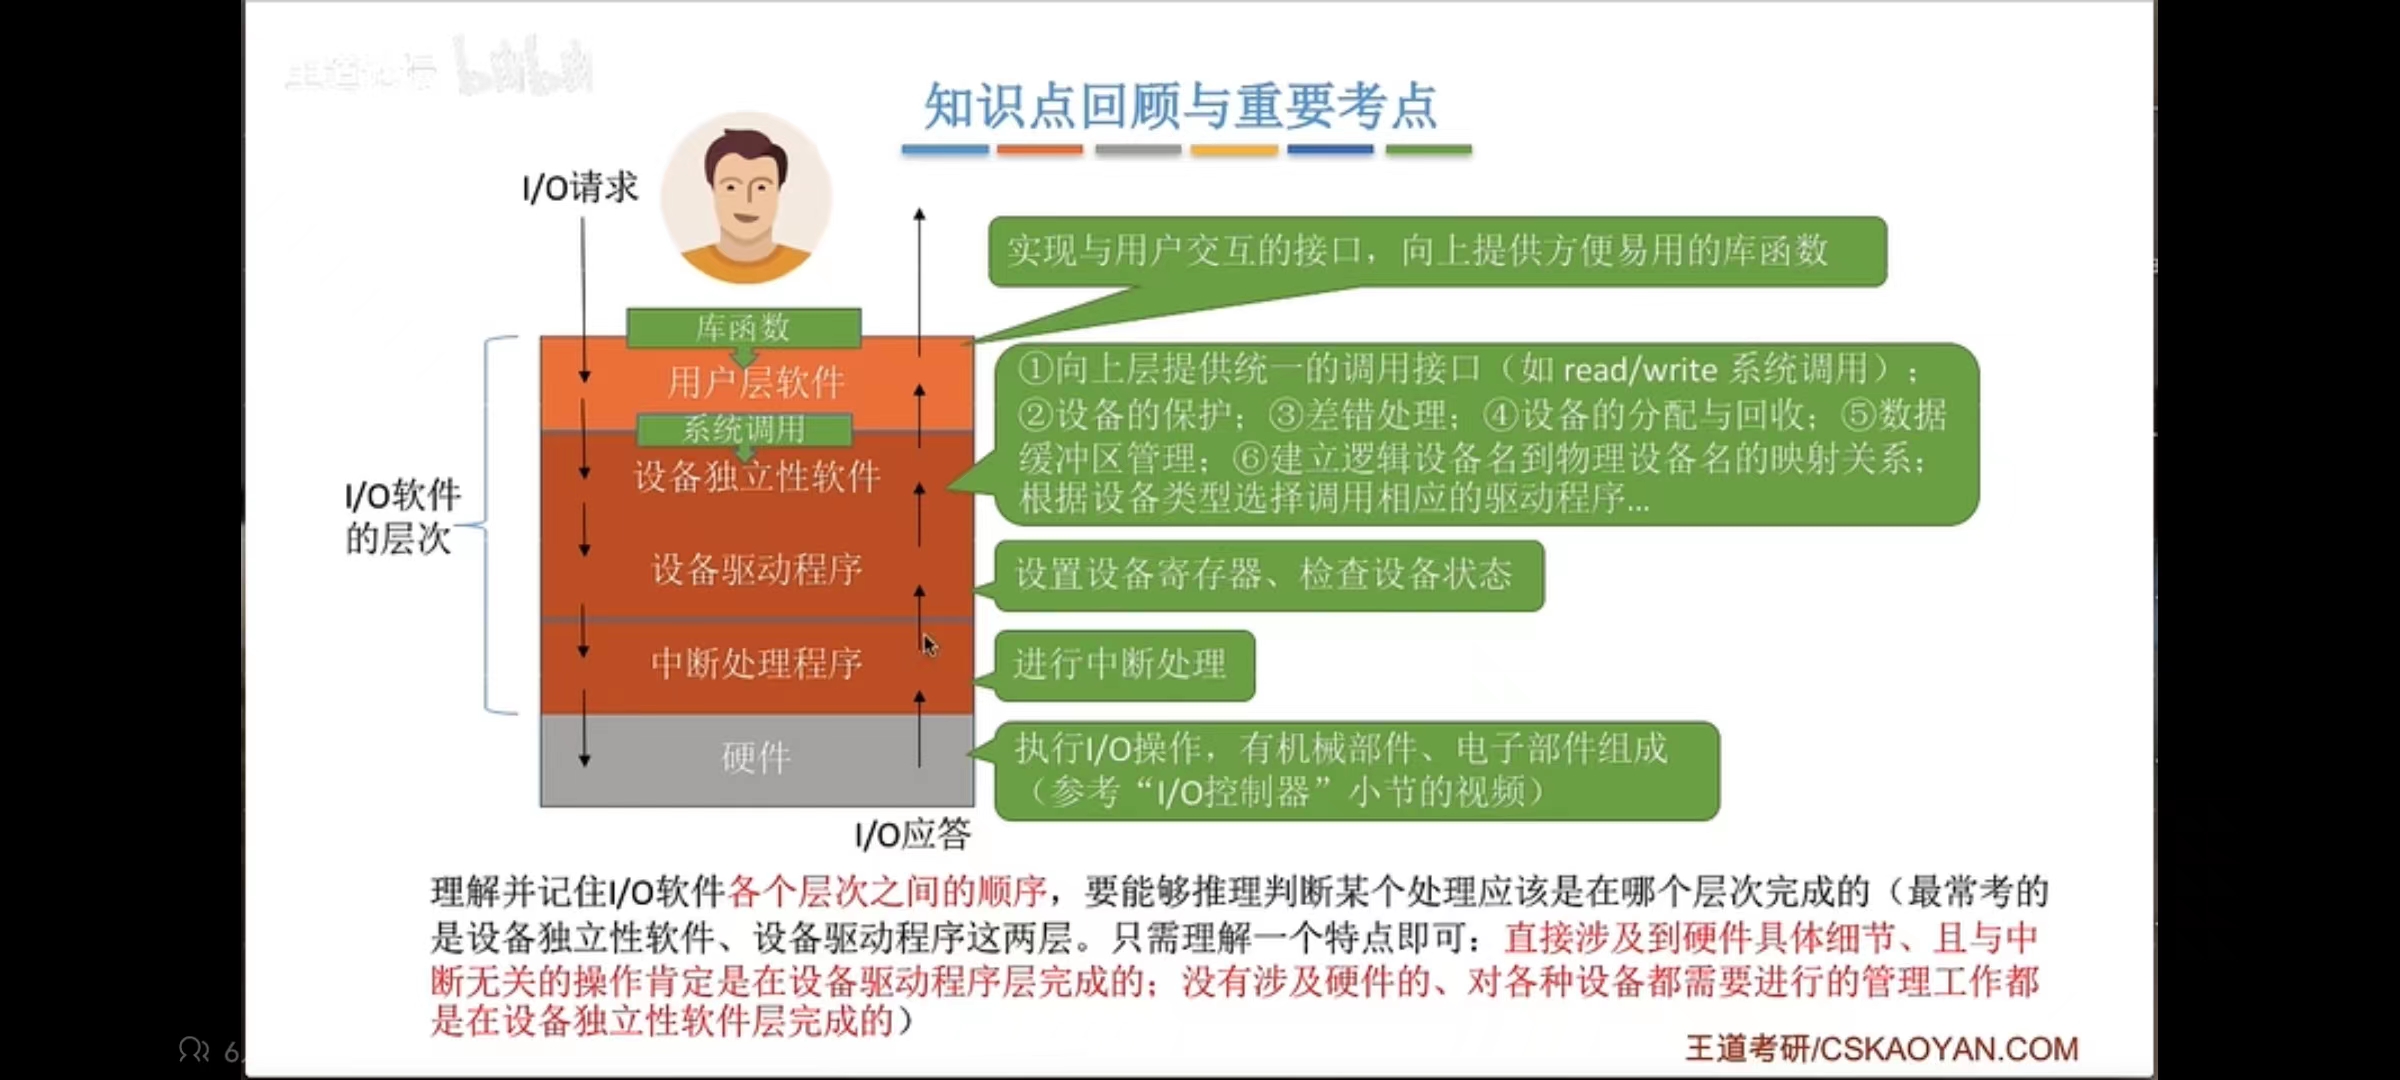 知识点回顾与重要考点
I/O请求
实现与用户交互的接口，向上提供方便易用的库函数
库函数
用户层软件
系统调用
设备独立性软件
①向上层提供统一的调用接口（如 read/write 系统调用）；
②设备的保护；③差错处理；④设备的分配与回收；⑤数据
缓冲区管理；⑥建立逻辑设备名到物理设备名的映射关系；
根据设备类型选择调用相应的驱动程序...
I/O软件
的层次
设备驱动程序
设置设备寄存器、检查设备状态
中断处理程序
进行中断处理
硬件
执行I/O操作，有机械部件、电子部件组成
（参考“I/O控制器”小节的视频）
I/O应答
理解并记住I/O软件各个层次之间的顺序，要能够推理判断某个处理应该是在哪个层次完成的（最常考的
是设备独立性软件、设备驱动程序这两层。只需理解一个特点即可：直接涉及到硬件具体细节、且与中
断无关的操作肯定是在设备驱动程序层完成的；没有涉及硬件的、对各种设备都需要进行的管理工作都
是在设备独立性软件层完成的）
王道考研/CSKAOYAN.COM